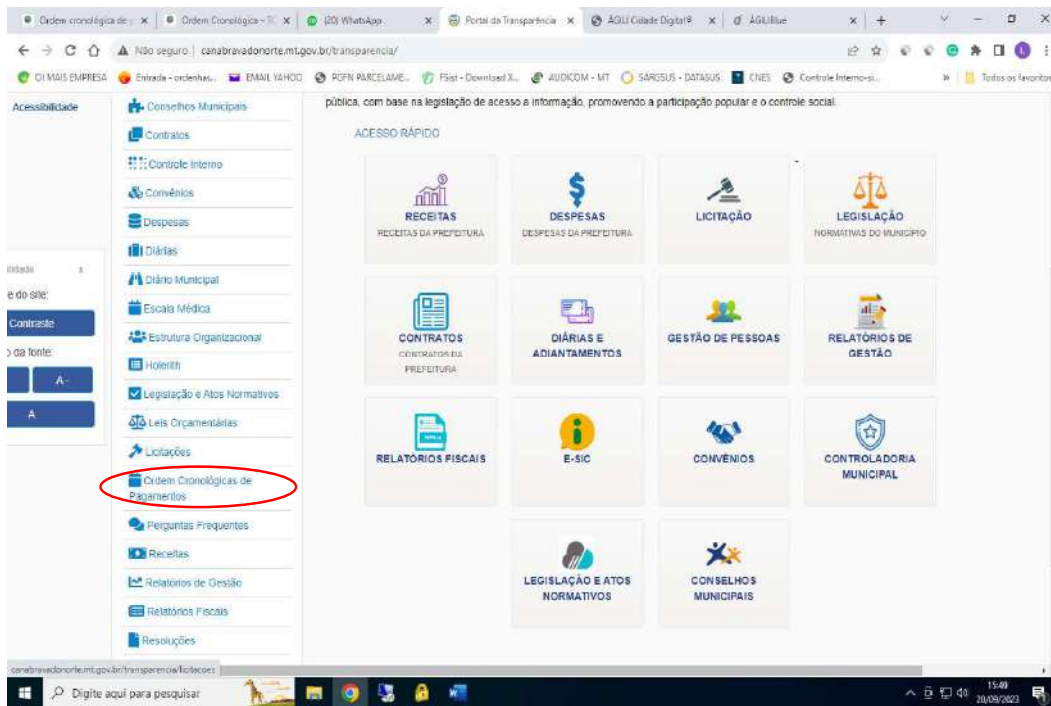 Ordem cronológica de
Ordem Cronológica - TC
(20) WhatsApp
Portal da Transparência
ÁGILI Cidade Digital®
ÁGILIBlue
Não seguro
canabravadonorte.mt.gov.br/transparencia/
OI MAIS EMPRESA
Entrada - ordenhas...
EMAIL YAHOO
PGFN PARCELAME...
FSist - Download X...
AUDICOM - MT
SARGSUS - DATASUS
CNES
Controle Interno-si...
»
Todos os favoritos
Acessibilidade
e do site:
Contraste
o da fonte:
A-
A
Conselhos Municipais
Contratos
Controle Interno
Convênios
Despesas
Diárias
Diário Municipal
Escala Médica
Estrutura Organizacional
Holerith
Legislação e Atos Normativos
Leis Orçamentárias
Licitações
Ordem Cronológicas de
Pagamentos
Perguntas Frequentes
Receitas
Relatórios de Gestão
Relatórios Fiscais
Resoluções
pública, com base na legislação de acesso a informação, promovendo a participação popular e o controle social.
ACESSO RÁPIDO
RECEITAS
RECEITAS DA PREFEITURA
DESPESAS
DESPESAS DA PREFEITURA
LICITAÇÃO
LEGISLAÇÃO
NORMATIVAS DO MUNICÍPIO
CONTRATOS
CONTRATOS DA
PREFEITURA
DIÁRIAS E
ADIANTAMENTOS
GESTÃO DE PESSOAS
RELATÓRIOS DE
GESTÃO
RELATÓRIOS FISCAIS
E-SIC
CONVÊNIOS
CONTROLADORIA
MUNICIPAL
LEGISLAÇÃO E ATOS
NORMATIVOS
CONSELHOS
MUNICIPAIS
canabravadonorte.mt.gov.br/transparencia/licitacoes
Digite aqui para pesquisar
15:49
20/09/2023